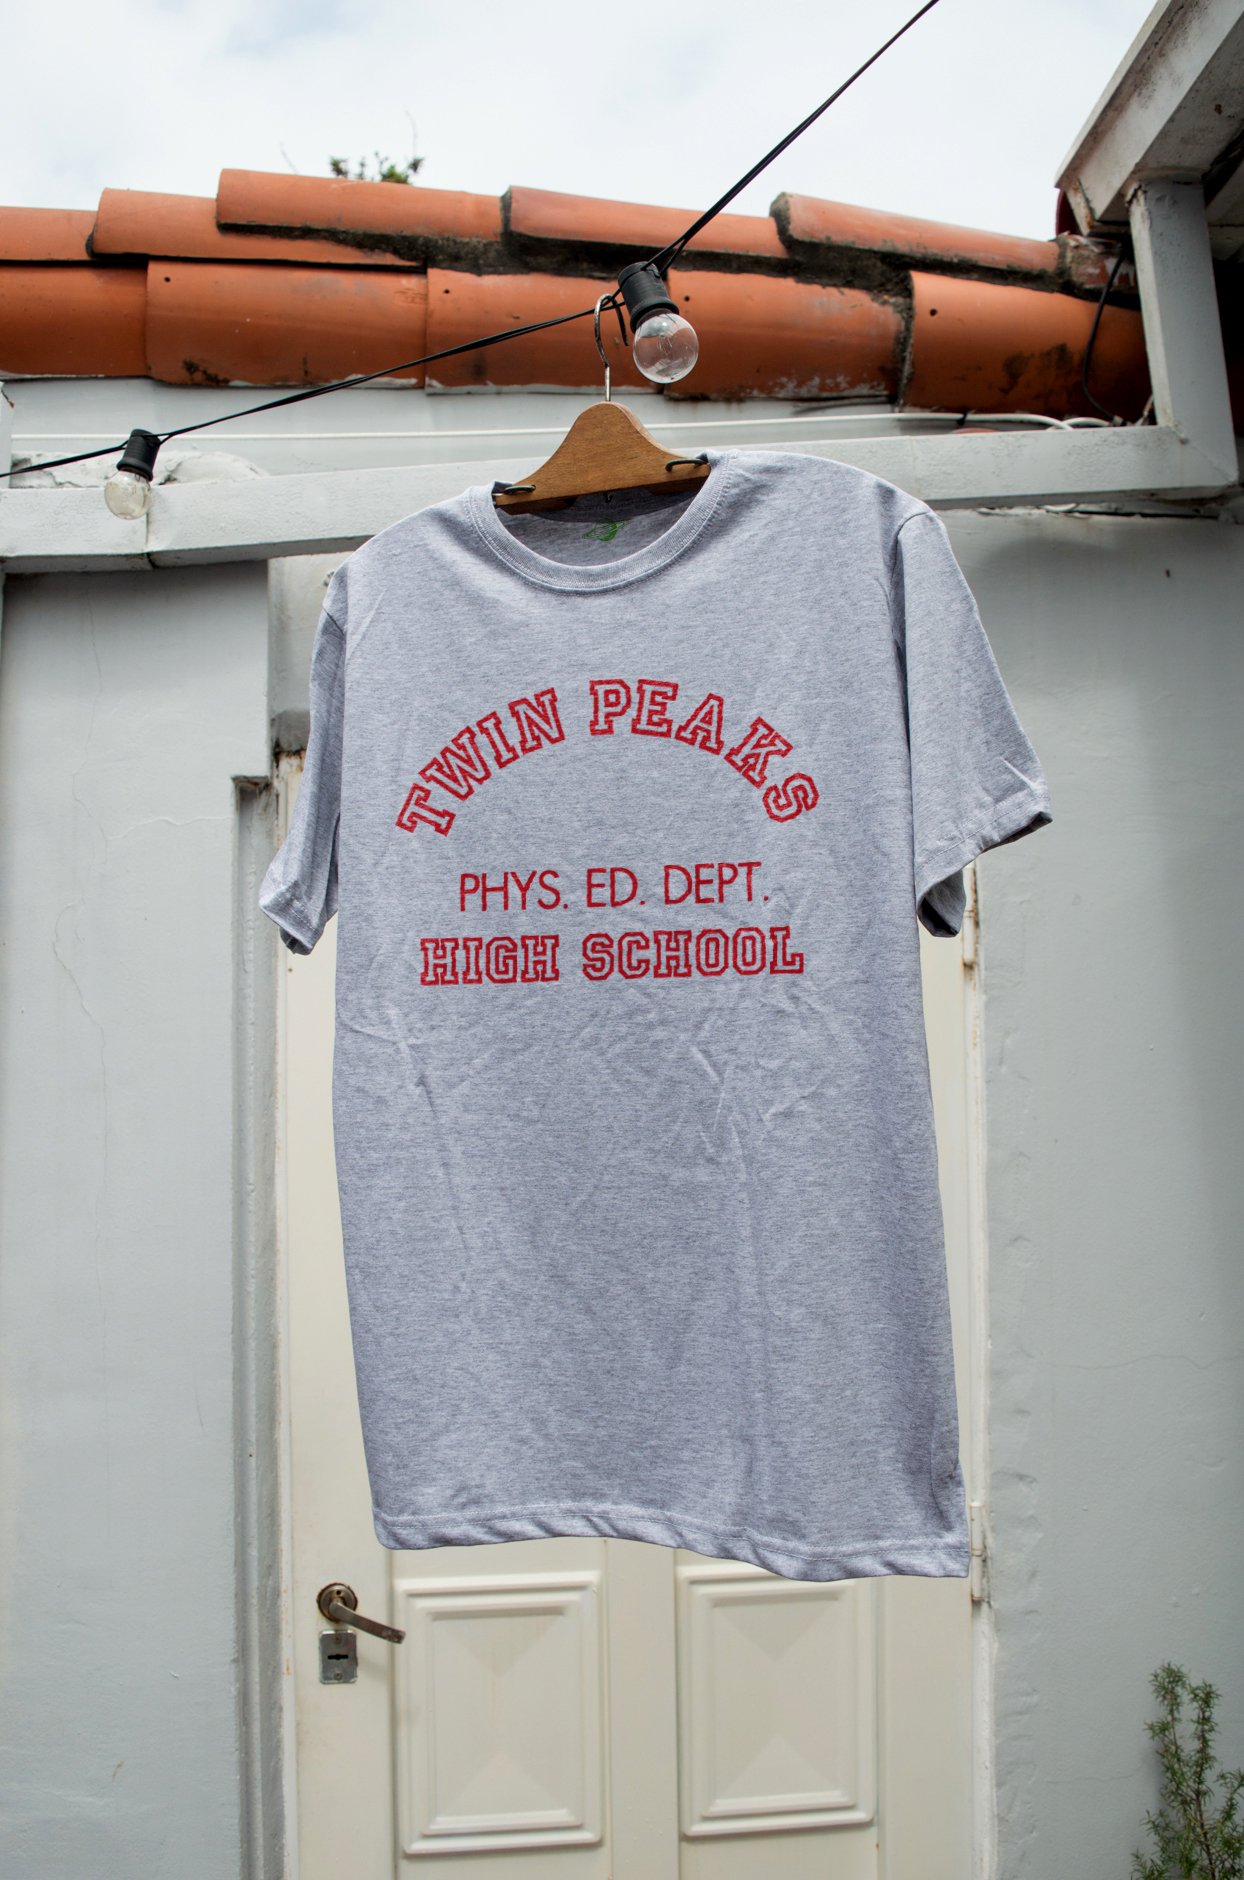 TWIN PEAKS
PHYS. ED. DEPT.
HIGH SCHOOL